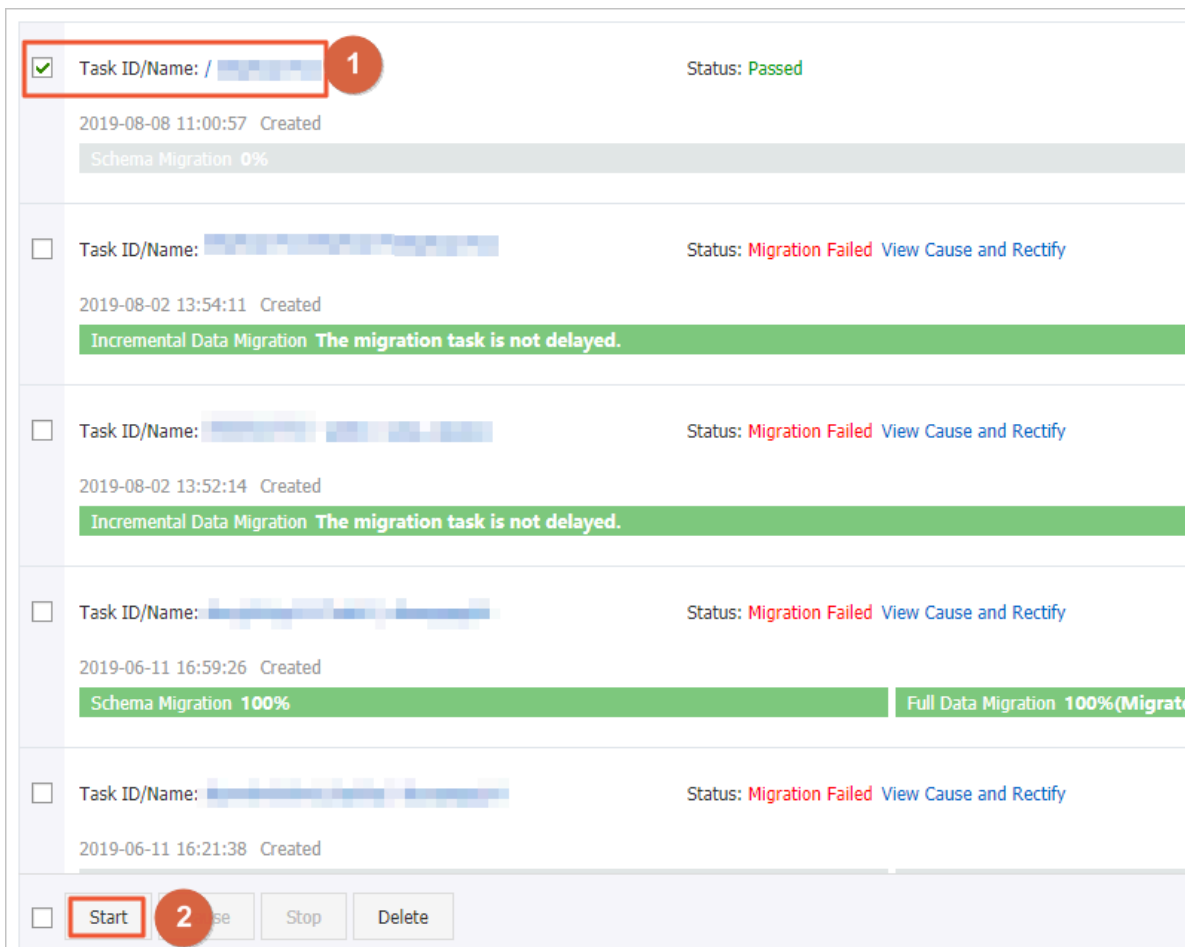 Task ID/Name: / 1 Status: Passed
2019-08-08 11:00:57 Created
Schema Migration 0%
Task ID/Name: Status: Migration Failed View Cause and Rectify
2019-08-02 13:54:11 Created
Incremental Data Migration The migration task is not delayed.
Task ID/Name: Status: Migration Failed View Cause and Rectify
2019-08-02 13:52:14 Created
Incremental Data Migration The migration task is not delayed.
Task ID/Name: Status: Migration Failed View Cause and Rectify
2019-06-11 16:59:26 Created
Schema Migration 100% Full Data Migration 100%(Migrate
Task ID/Name: Status: Migration Failed View Cause and Rectify
2019-06-11 16:21:38 Created
Start 2 Stop Delete